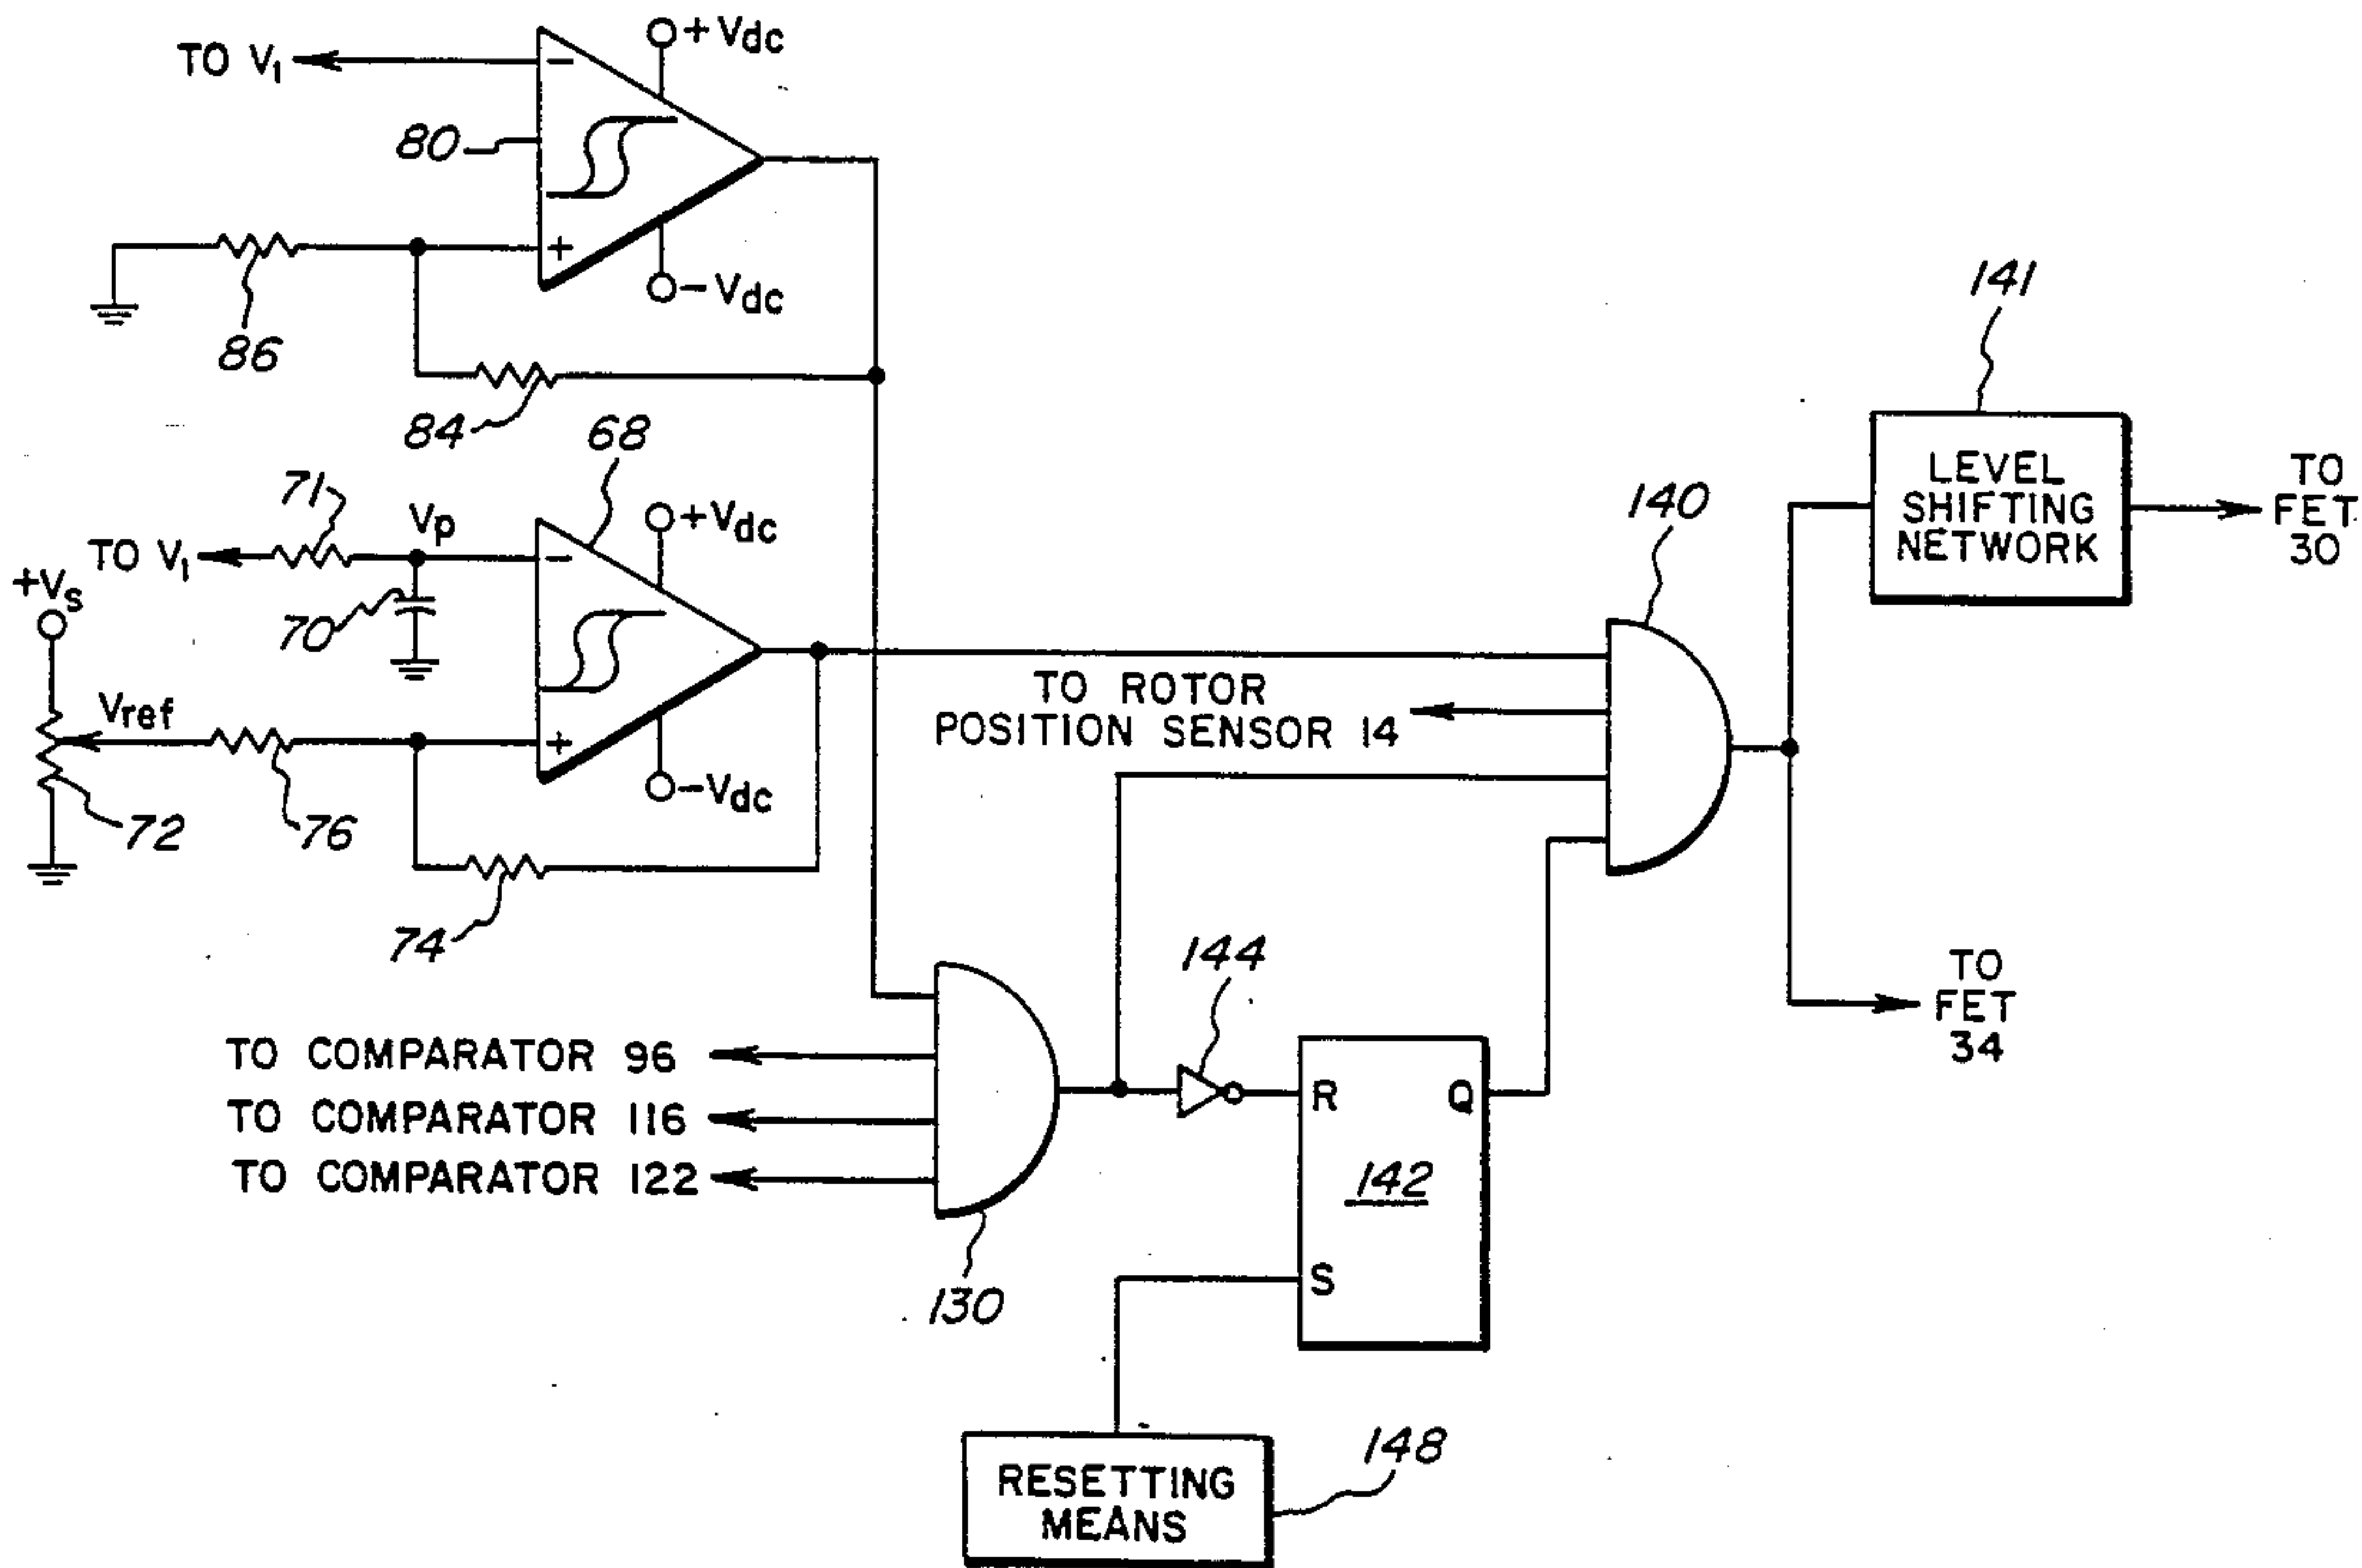 +Vdc
TO V1
80
-Vdc
86
84
68
71
Vp
+Vdc
TO V1
+Vs
70
Vref
-Vdc
72
76
74
TO ROTOR
POSITION SENSOR 14
140
141
LEVEL
SHIFTING
NETWORK
TO
FET
30
TO
FET
34
144
TO COMPARATOR 96
TO COMPARATOR 116
TO COMPARATOR 122
130
R
Q
142
S
RESETTING
MEANS
148